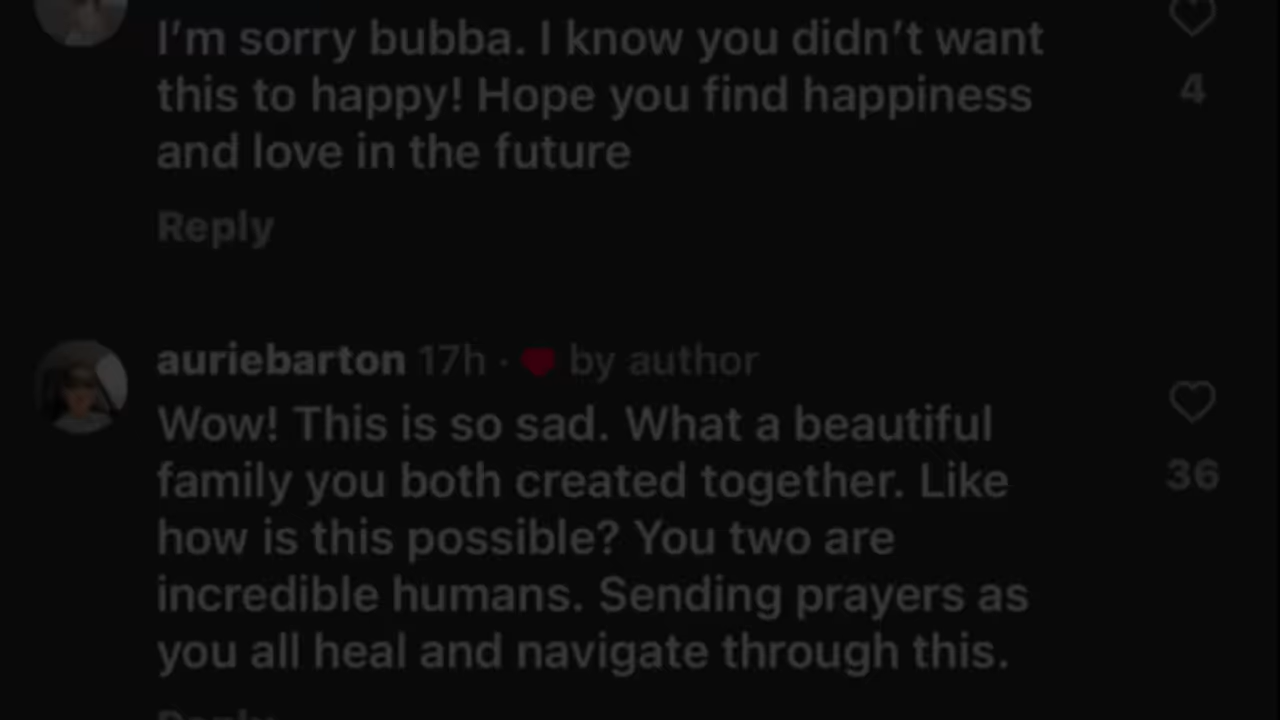 I'm sorry bubba. I know you didn't want
4
this to happy! Hope you find happiness
and love in the future
Reply
auriebarton 17h · ❤ by author
Wow! This is so sad. What a beautiful
family you both created together. Like
36
how is this possible? You two are
incredible humans. Sending prayers as
you all heal and navigate through this.
Reply